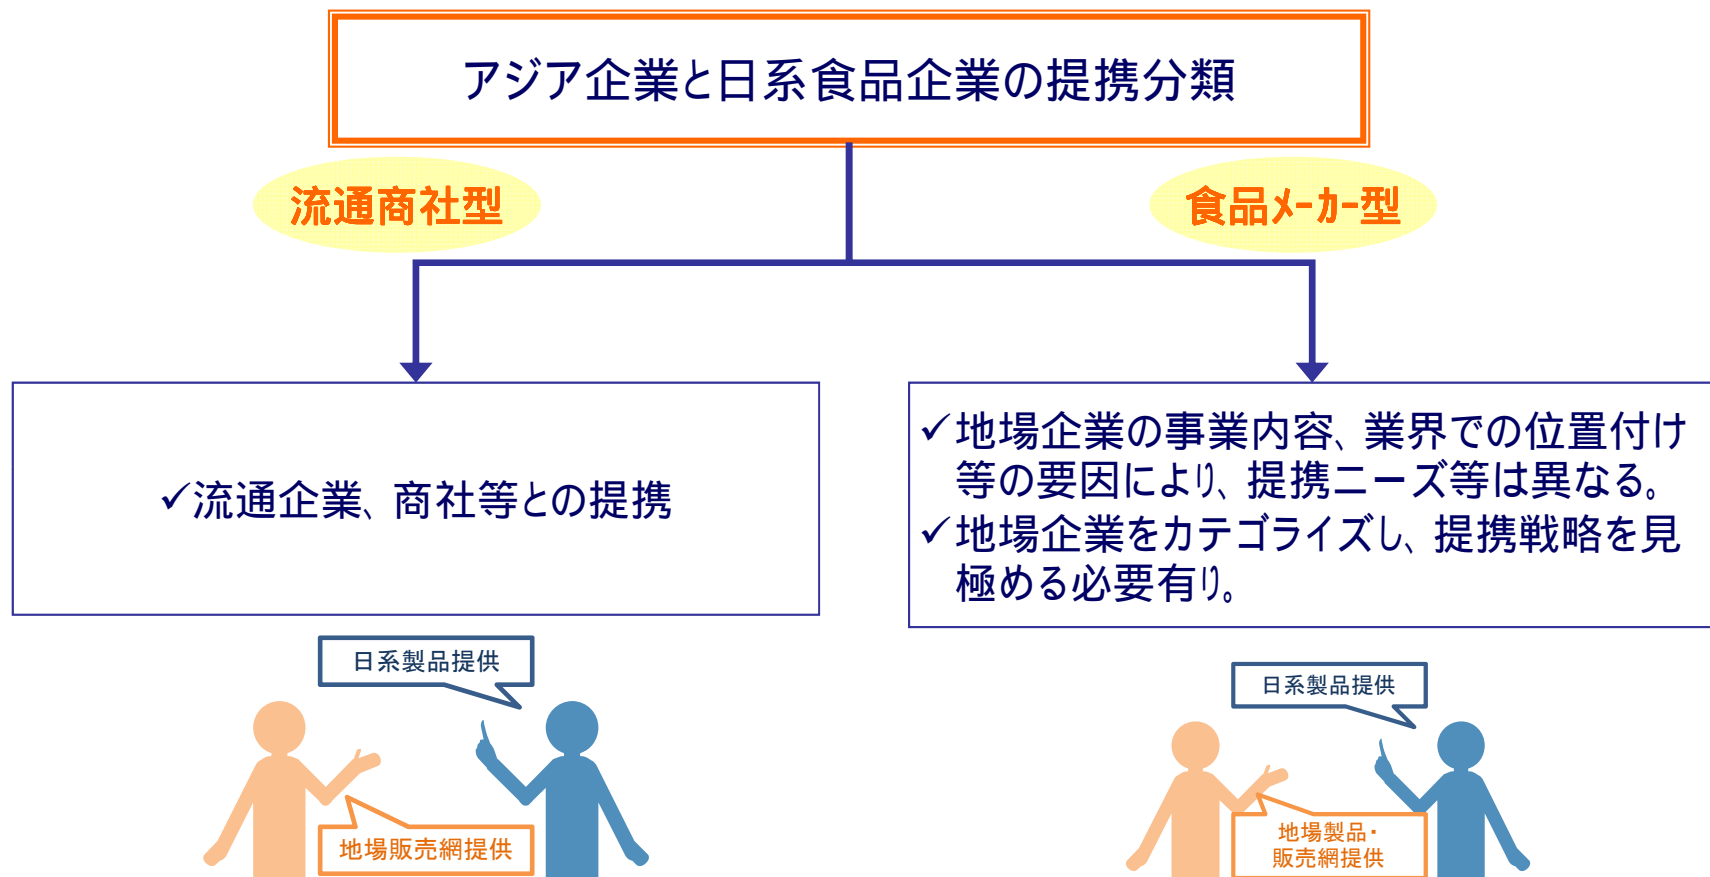 アジア企業と日系食品企業の提携分類
流通商社型
食品メーカー型
✓流通企業、商社等との提携
✓地場企業の事業内容、業界での位置付け
等の要因により、提携ニーズ等は異なる。
✓地場企業をカテゴライズし、提携戦略を見
極める必要有り。
日系製品提供
地場販売網提供
日系製品提供
地場製品・
販売網提供